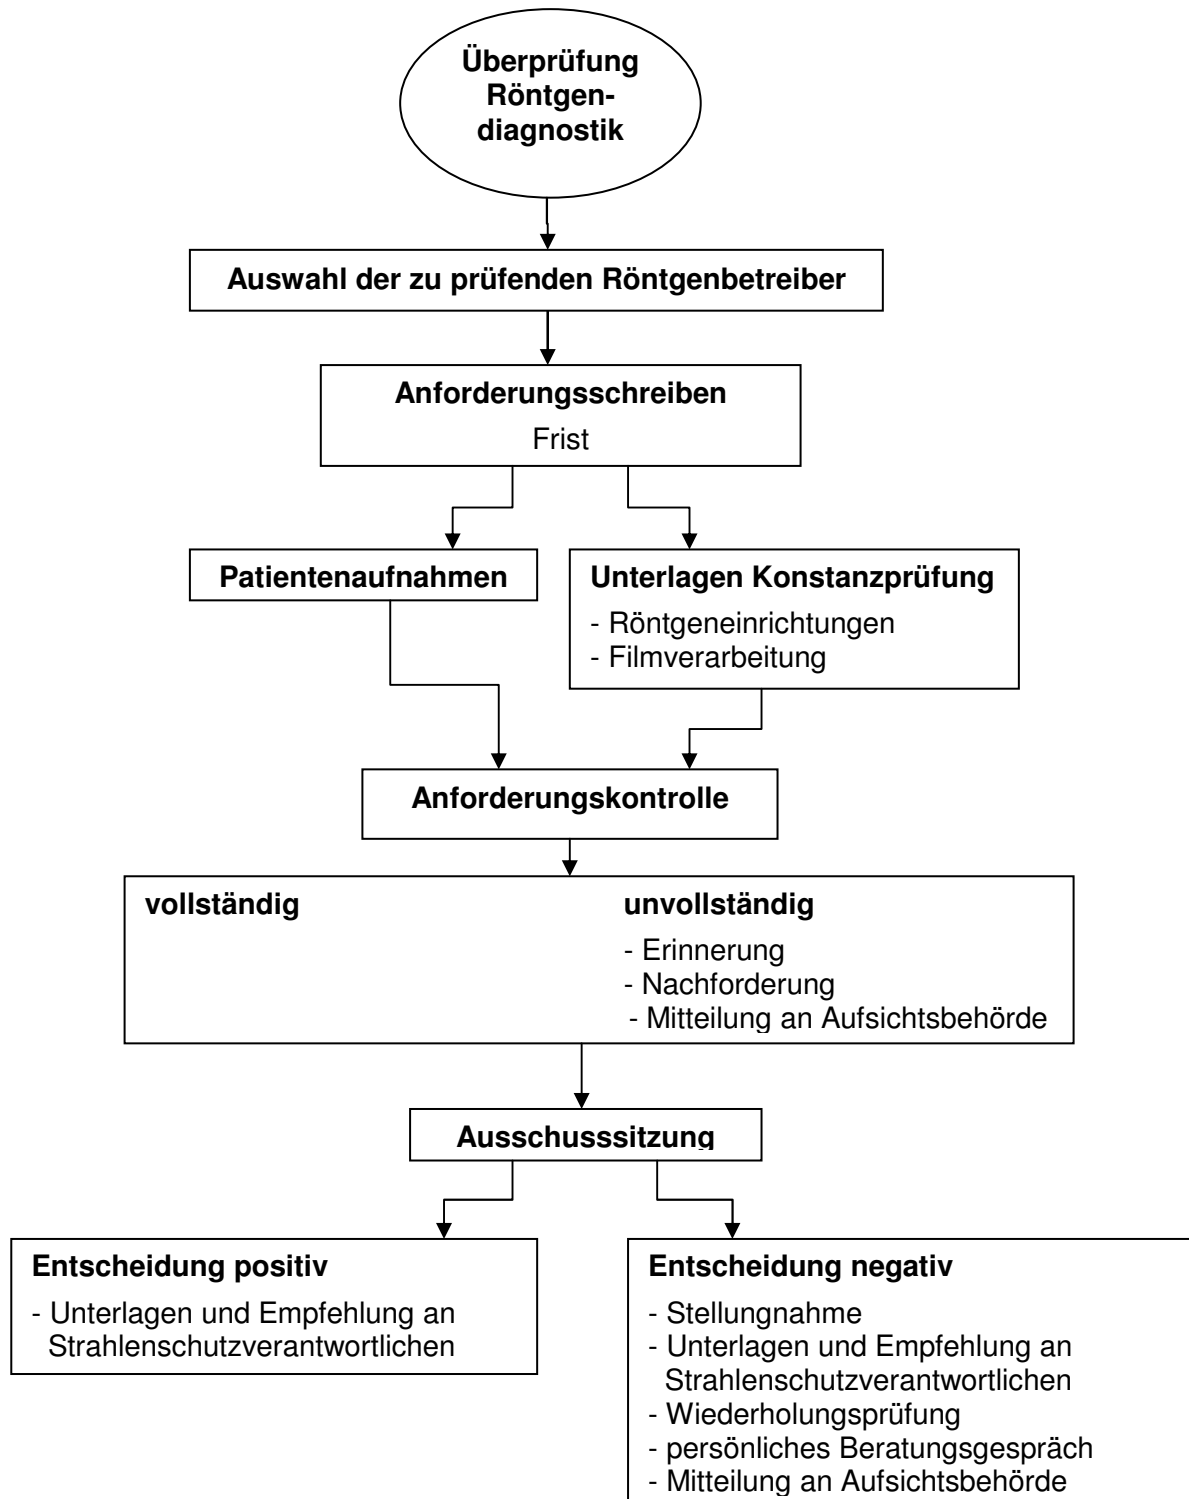 Überprüfung
Röntgen-
diagnostik
Auswahl der zu prüfenden Röntgenbetreiber
Anforderungsschreiben
Frist
Patientenaufnahmen
Unterlagen Konstanzprüfung
- Röntgeneinrichtungen
- Filmverarbeitung
Anforderungskontrolle
vollständig
unvollständig
- Erinnerung
- Nachforderung
- Mitteilung an Aufsichtsbehörde
Ausschusssitzung
Entscheidung positiv
- Unterlagen und Empfehlung an
Strahlenschutzverantwortlichen
Entscheidung negativ
- Stellungnahme
- Unterlagen und Empfehlung an
Strahlenschutzverantwortlichen
- Wiederholungsprüfung
- persönliches Beratungsgespräch
- Mitteilung an Aufsichtsbehörde